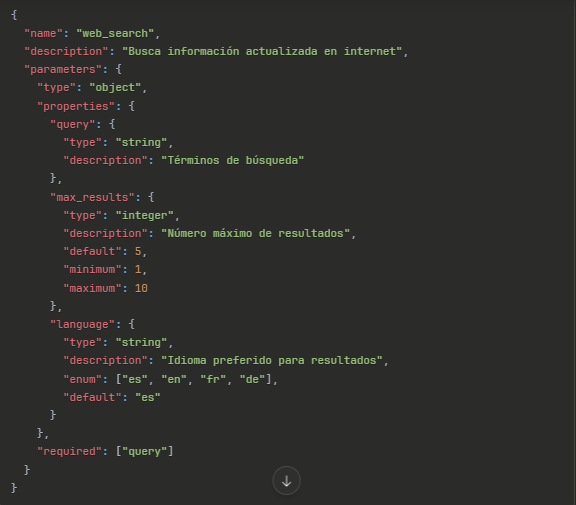 {
  "name": "web_search",
  "description": "Busca información actualizada en internet",
  "parameters": {
    "type": "object",
    "properties": {
      "query": {
        "type": "string",
        "description": "Términos de búsqueda"
      },
      "max_results": {
        "type": "integer",
        "description": "Número máximo de resultados",
        "default": 5,
        "minimum": 1,
        "maximum": 10
      },
      "language": {
        "type": "string",
        "description": "Idioma preferido para resultados",
        "enum": ["es", "en", "fr", "de"],
        "default": "es"
      }
    },
    "required": ["query"]
  }
}